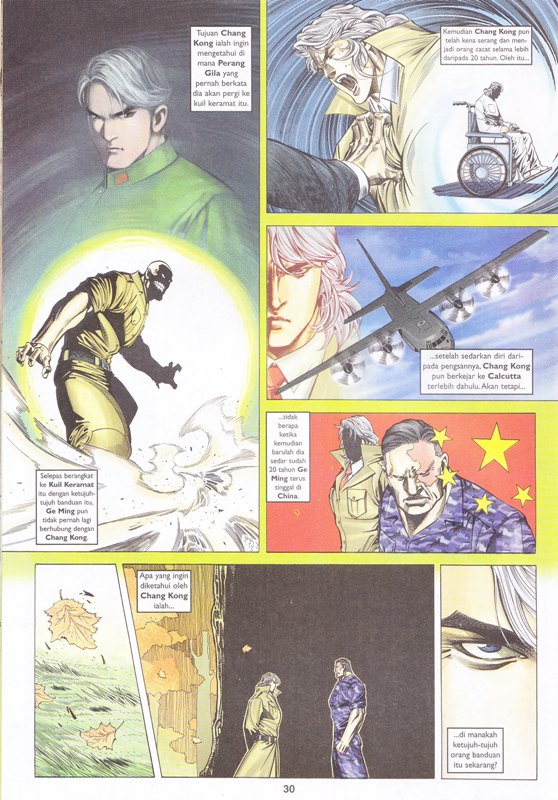 Tujuan Chang
Kong ialah ingin
mengetahui di
mana Perang
Gila yang
pernah berkata
dia akan pergi ke
kuil keramat itu.
Kemudian Chang Kong pun
telah kena serang dan men-
jadi orang cacat selama lebih
daripada 20 tahun. Oleh itu...
...setelah sedarkan diri dari-
pada pengsannya, Chang Kong
pun berkejar ke Calcutta
terlebih dahulu. Akan tetapi...
Selepas berangkat
ke Kuil Keramat
itu dengan ketujuh-
tujuh banduan itu,
Ge Ming pun
tidak pernah lagi
berhubung dengan
Chang Kong.
...tidak
berapa
ketika
kemudian
barulah dia
sedar sudah
20 tahun Ge
Ming terus
tinggal di
China.
Apa yang ingin
diketahui oleh
Chang Kong
ialah...
...di manakah
ketujuh-tujuh
orang banduan
itu sekarang?
30